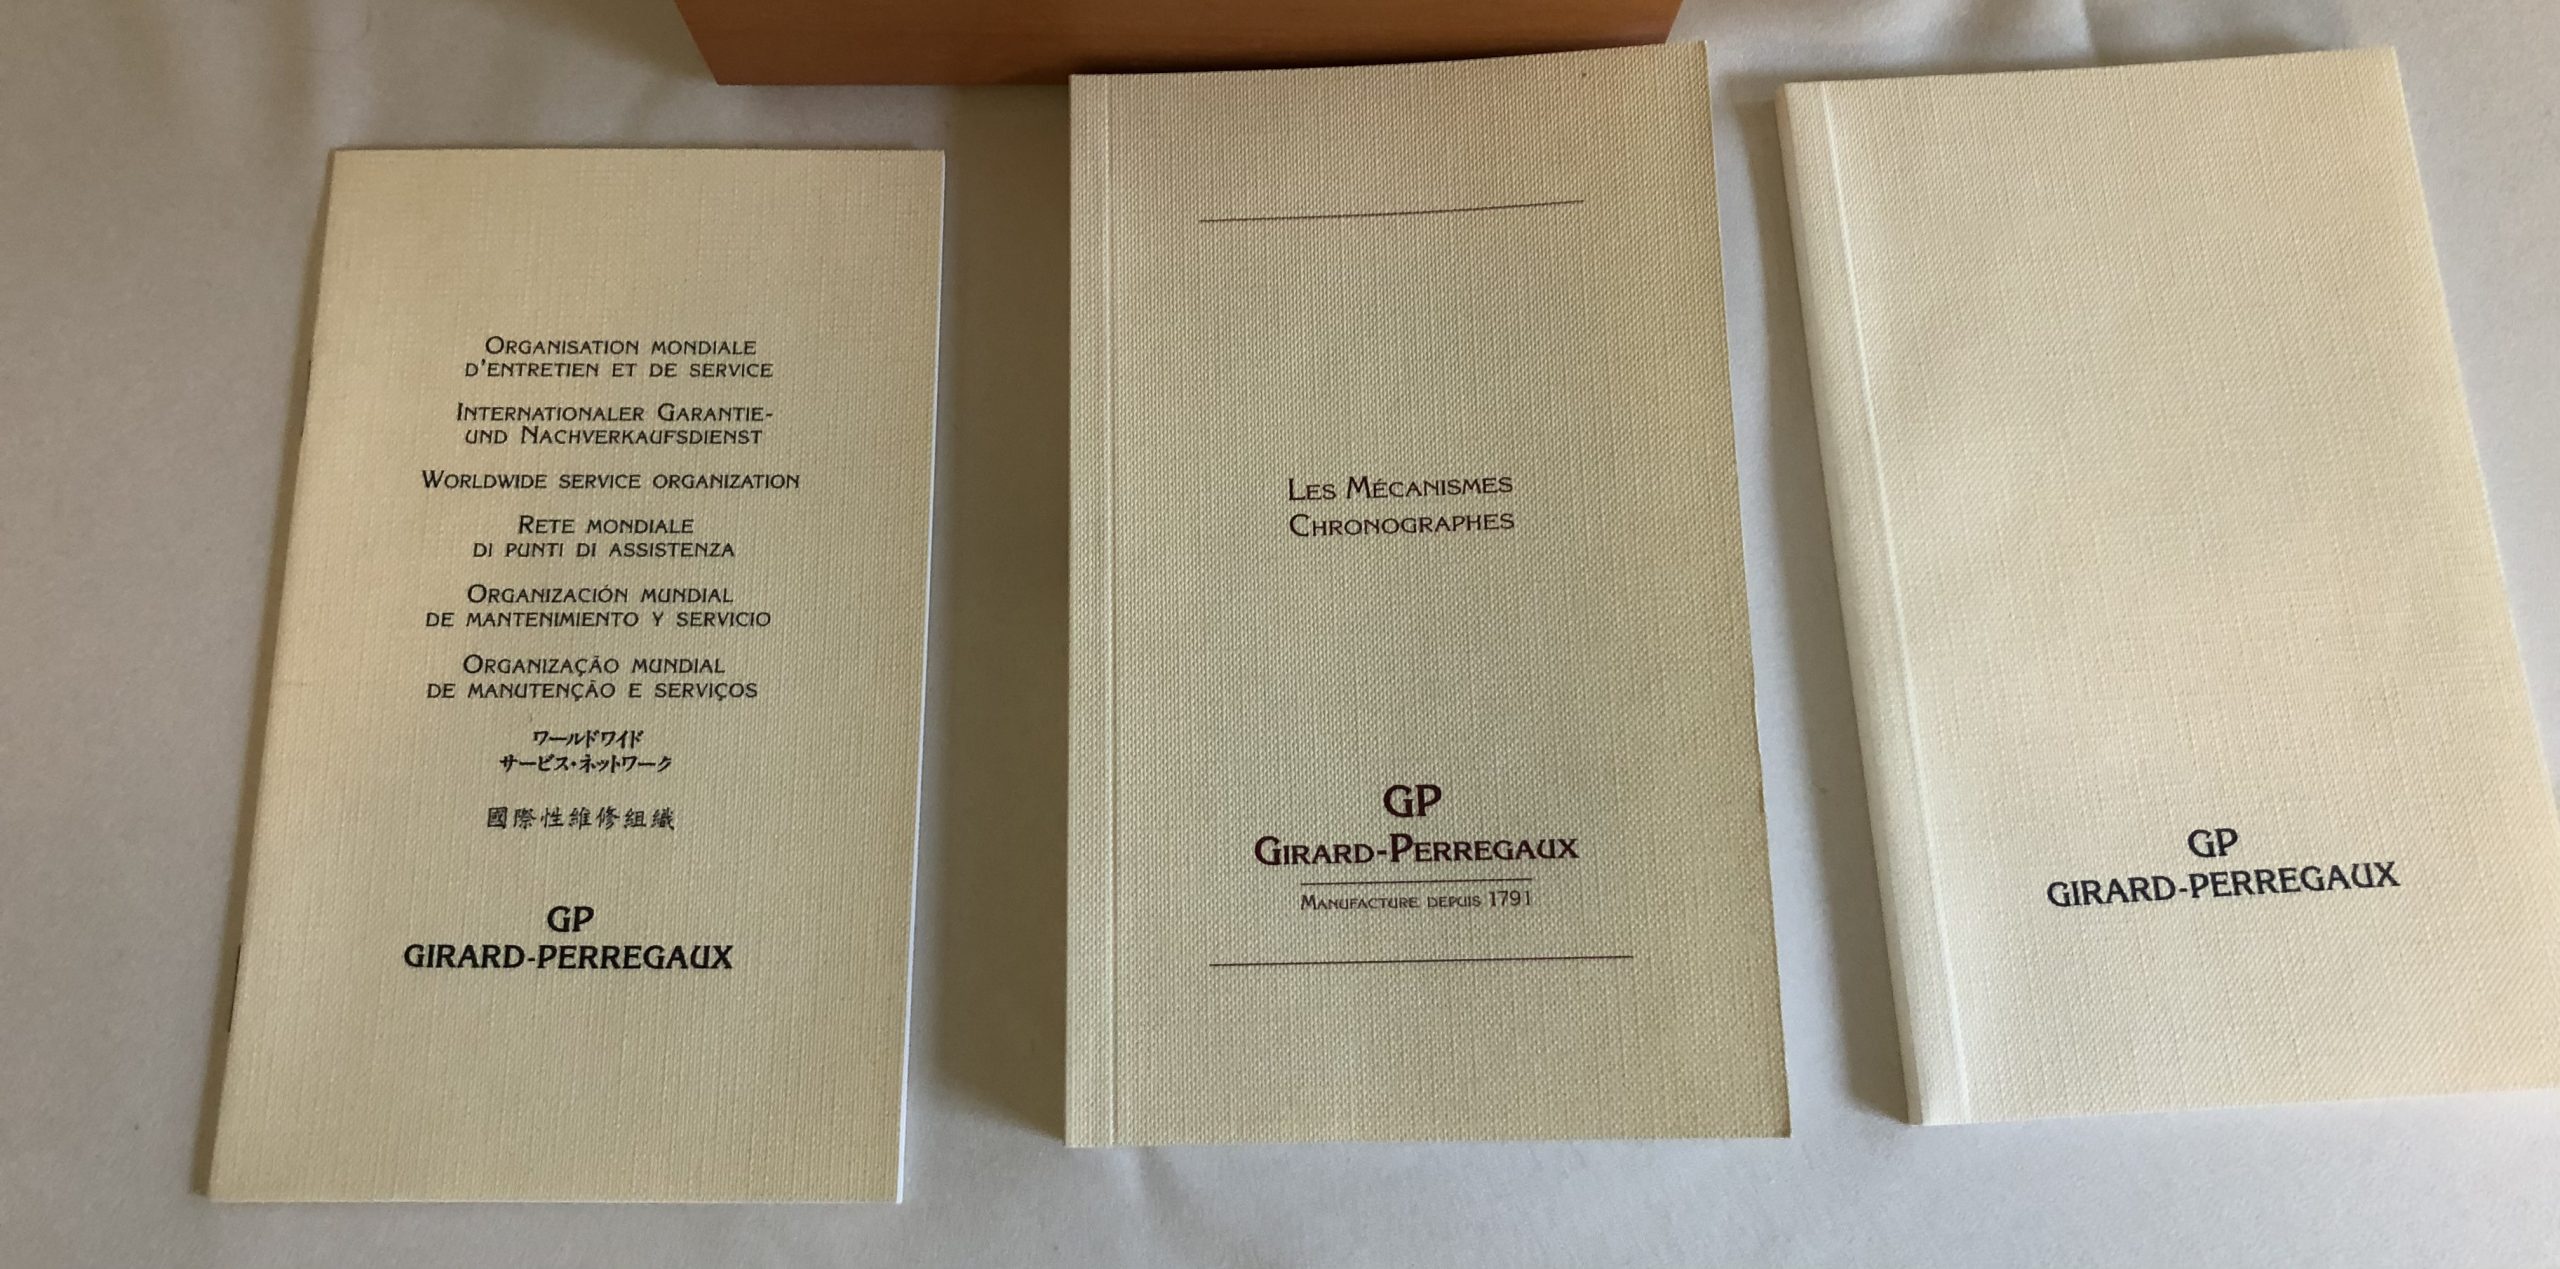 Organisation mondiale
d'entretien et de service
Internationaler Garantie-
und Nachverkaufsdienst
Worldwide service organization
Rete mondiale
di punti di assistenza
Organización mundial
de mantenimiento y servicio
Organização mundial
de manutenção e serviços
ワールドワイド
サービス・ネットワーク
國際性維修組織
GP
GIRARD-PERREGAUX
Les Mécanismes
Chronographes
GP
Girard-Perregaux
Manufacture depuis 1791
GP
GIRARD-PERREGAUX